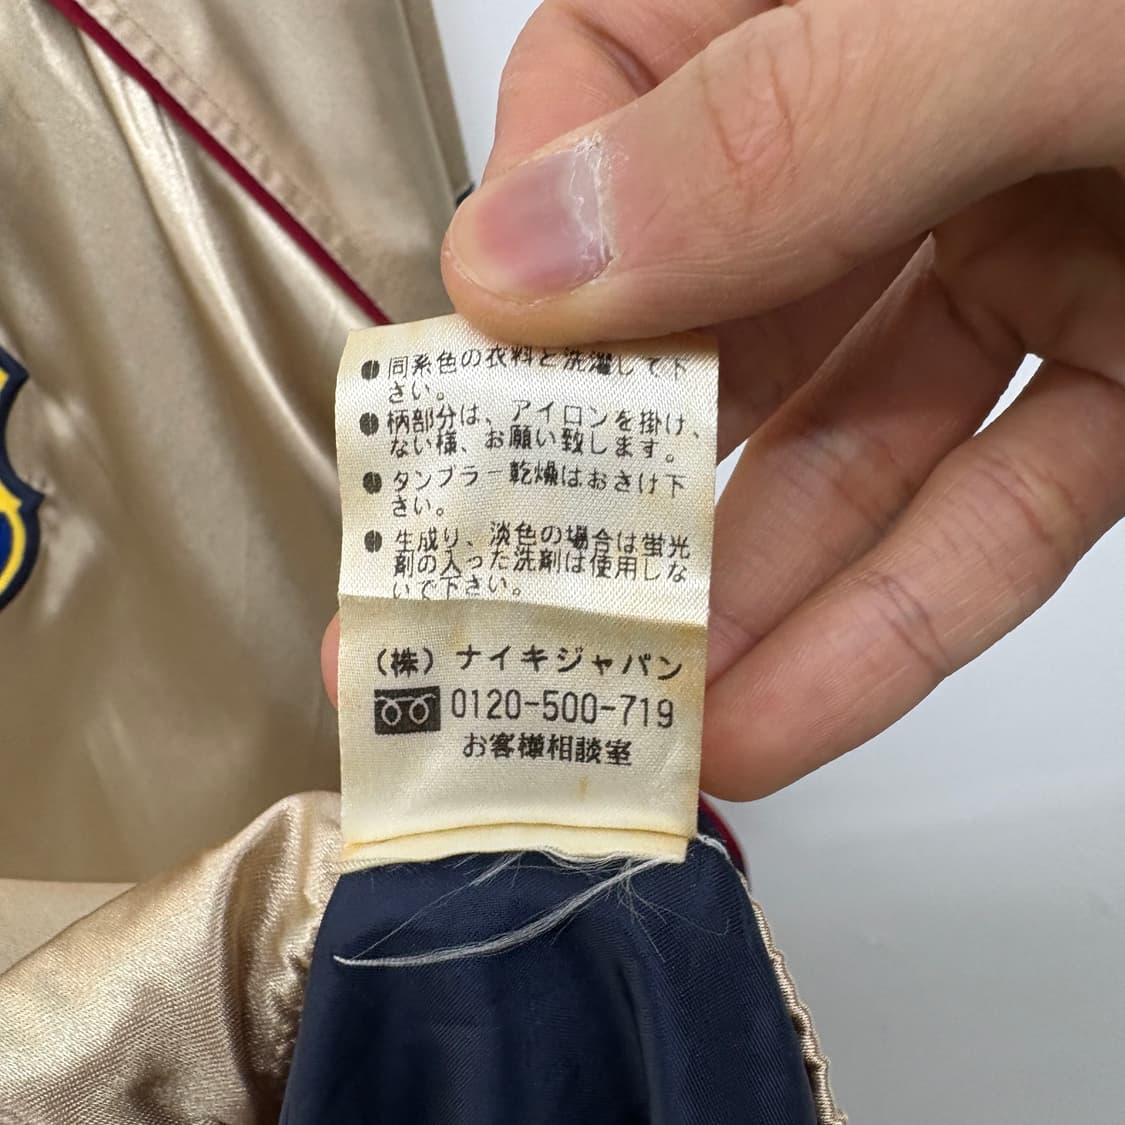 ●同系色の衣料と洗濯して下
さい。
●柄部分は、アイロンを掛け、
ない様、お願い致します。
●タンブラー乾燥はおさけ下
さい。
●生成り、淡色の場合は蛍光
剤の入った洗剤は使用しな
いで下さい。
(株)ナイキジャパン
0120-500-719
お客様相談室